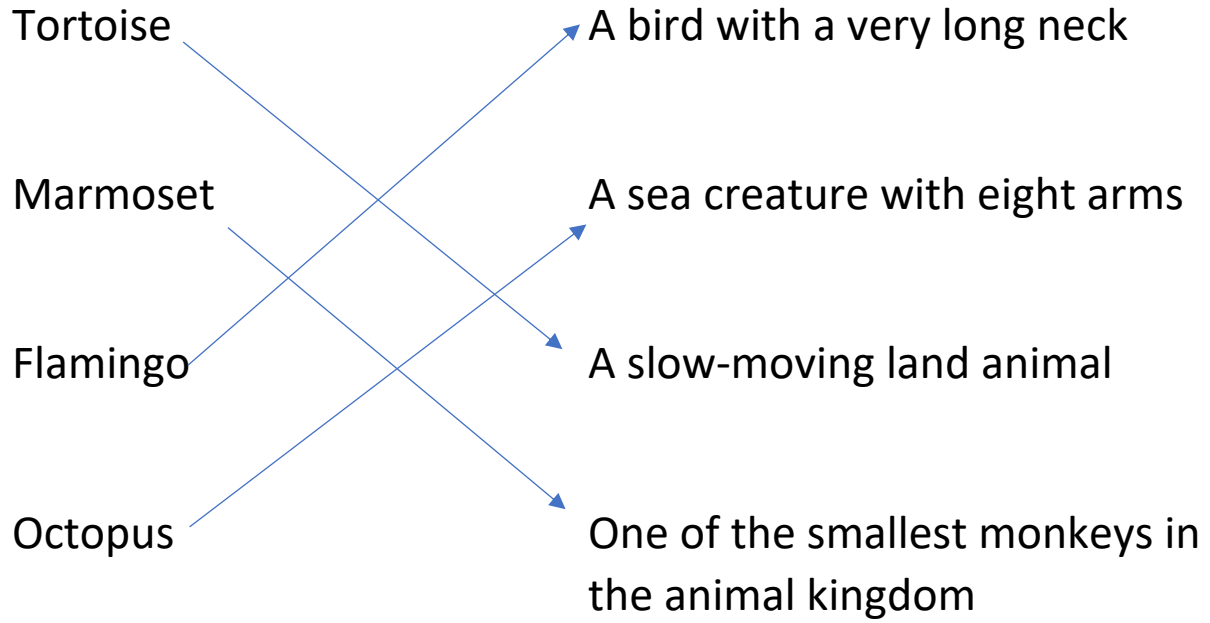 Tortoise
A bird with a very long neck
Marmoset
A sea creature with eight arms
Flamingo
A slow-moving land animal
Octopus
One of the smallest monkeys in
the animal kingdom